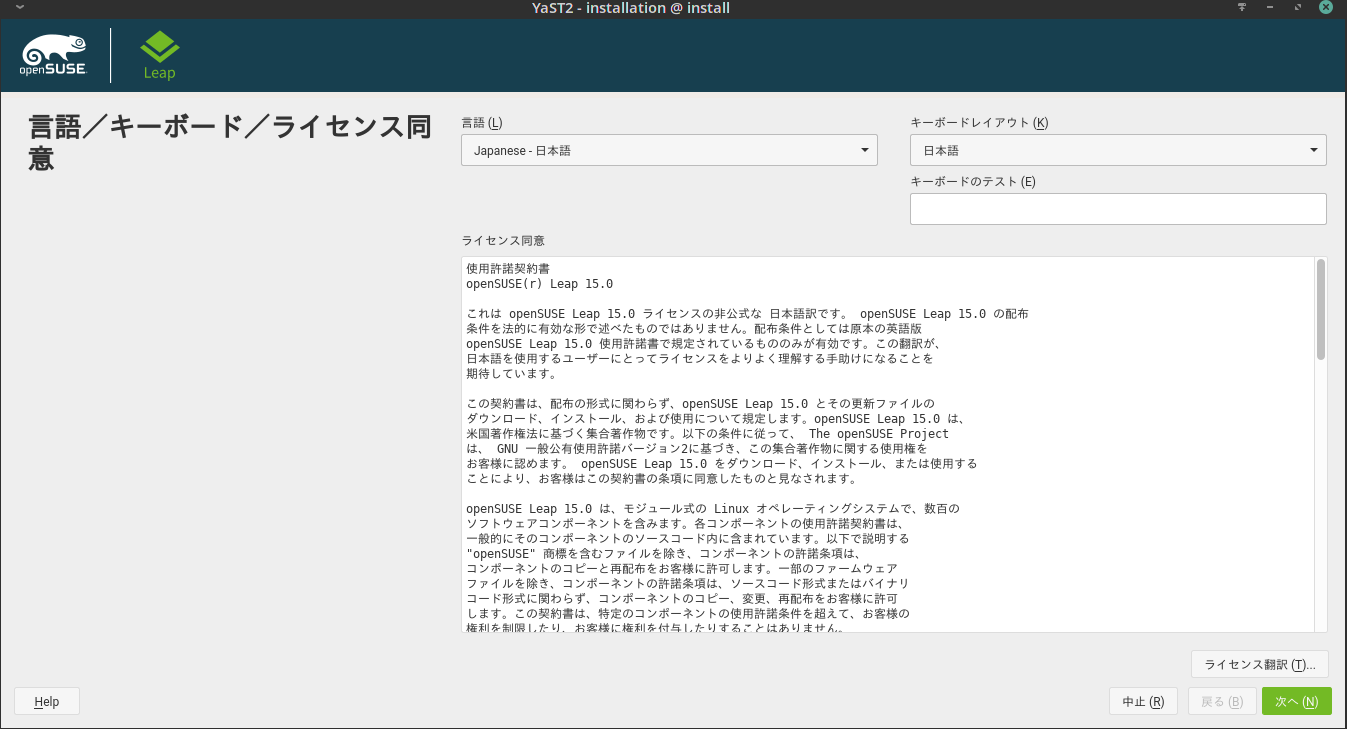 YaST2 - installation @ install
openSUSE
Leap
言語／キーボード／ライセンス同
意
言語 (L)
Japanese - 日本語
キーボードレイアウト (K)
日本語
キーボードのテスト (E)
ライセンス同意
使用許諾契約書
openSUSE(r) Leap 15.0
これは openSUSE Leap 15.0 ライセンスの非公式な 日本語訳です。 openSUSE Leap 15.0 の配布
条件を法的に有効な形で述べたものではありません。配布条件としては原本の英語版
openSUSE Leap 15.0 使用許諾書で規定されているもののみが有効です。この翻訳が、
日本語を使用するユーザーにとってライセンスをよりよく理解する手助けになることを
期待しています。
この契約書は、配布の形式に関わらず、openSUSE Leap 15.0 とその更新ファイルの
ダウンロード、インストール、および使用について規定します。openSUSE Leap 15.0 は、
米国著作権法に基づく集合著作物です。以下の条件に従って、 The openSUSE Project
は、 GNU 一般公有使用許諾バージョン2に基づき、この集合著作物に関する使用権を
お客様に認めます。 openSUSE Leap 15.0 をダウンロード、インストール、または使用する
ことにより、お客様はこの契約書の条項に同意したものと見なされます。
openSUSE Leap 15.0 は、モジュール式の Linux オペレーティングシステムで、数百の
ソフトウェアコンポーネントを含みます。各コンポーネントの使用許諾契約書は、
一般的にそのコンポーネントのソースコード内に含まれています。以下で説明する
"openSUSE" 商標を含むファイルを除き、コンポーネントの許諾条項は、
コンポーネントのコピーと再配布をお客様に許可します。一部のファームウェア
ファイルを除き、コンポーネントの許諾条項は、ソースコード形式またはバイナリ
コード形式に関わらず、コンポーネントのコピー、変更、再配布をお客様に許可
します。この契約書は、特定のコンポーネントの使用許諾条件を超えて、お客様の
権利を制限したり、お客様に権利を付与したりすることはありません。
ライセンス翻訳 (T)...
Help
中止 (R)
戻る (B)
次へ (N)